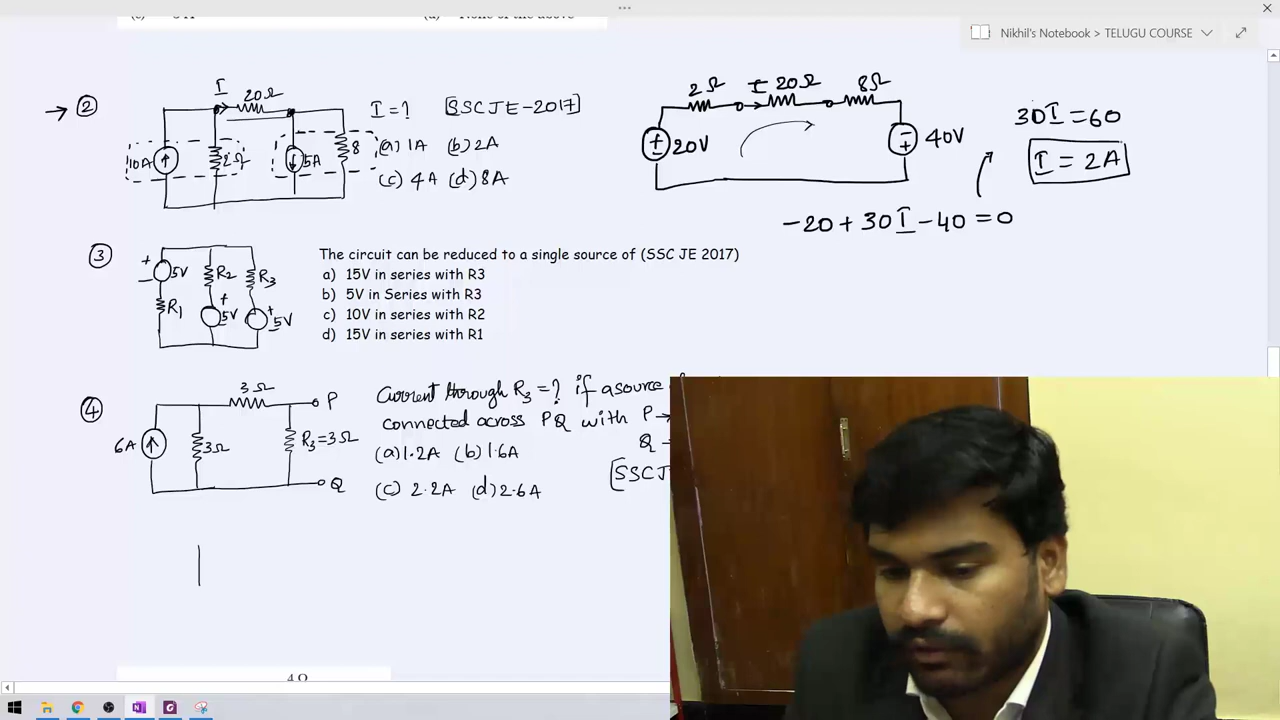 Nikhil's Notebook > TELUGU COURSE
② I 20Ω I = ? [SSCJE-2017]
10A 2Ω 5A 8
(a) 1A (b) 2A
(c) 4A (d) 8A
2Ω I 20Ω 8Ω
20V 40V
30I = 60
I = 2A
-20 + 30I - 40 = 0
③ + 5V R2 R3
- R1 + 5V + 5V
The circuit can be reduced to a single source of (SSC JE 2017)
a) 15V in series with R3
b) 5V in Series with R3
c) 10V in series with R2
d) 15V in series with R1
④ 3Ω P
6A 3Ω R3=3Ω
Q
Current through R3 = ? if a source
connected across PQ with P→
Q
(a) 1.2A (b) 1.6A
(c) 2.2A (d) 2.6A
[SSCJ
4Ω